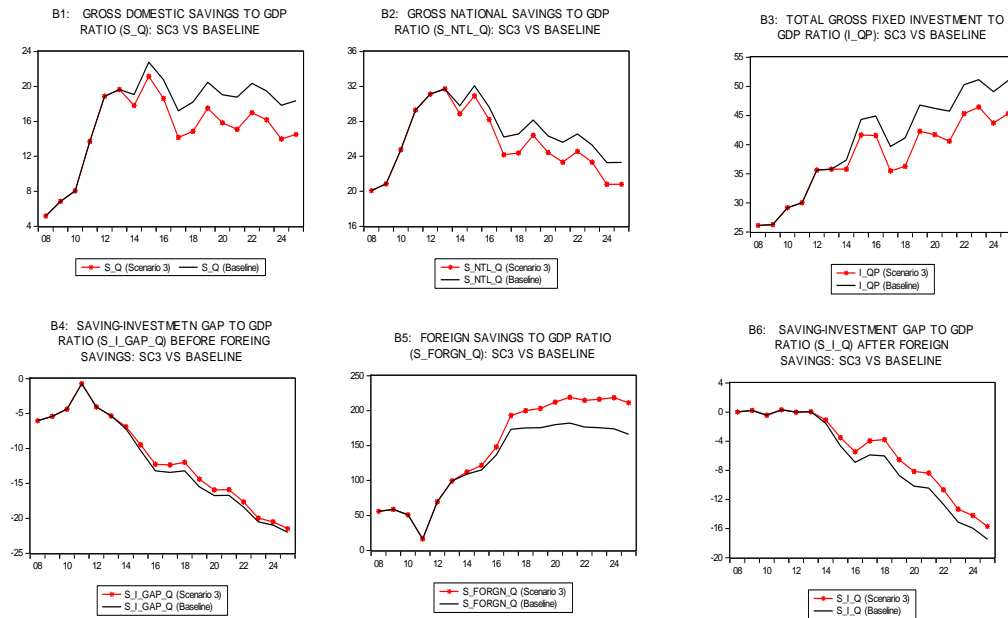 B1: GROSS DOMESTIC SAVINGS TO GDP
RATIO (S_Q): SC3 VS BASELINE
24
20
16
12
8
4
08 10 12 14 16 18 20 22 24
S_Q (Scenario 3) S_Q (Baseline)
B2: GROSS NATIONAL SAVINGS TO GDP
RATIO (S_NTL_Q): SC3 VS BASELINE
36
32
28
24
20
16
08 10 12 14 16 18 20 22 24
S_NTL_Q (Scenario 3)
S_NTL_Q (Baseline)
B3: TOTAL GROSS FIXED INVESTMENT TO
GDP RATIO (I_QP): SC3 VS BASELINE
55
50
45
40
35
30
25
08 10 12 14 16 18 20 22 24
I_QP (Scenario 3)
I_QP (Baseline)
B4: SAVING-INVESTMETN GAP TO GDP
RATIO (S_I_GAP_Q) BEFORE FOREING
SAVINGS: SC3 VS BASELINE
0
-5
-10
-15
-20
-25
08 10 12 14 16 18 20 22 24
S_I_GAP_Q (Scenario 3)
S_I_GAP_Q (Baseline)
B5: FOREIGN SAVINGS TO GDP RATIO
(S_FORGN_Q): SC3 VS BASELINE
250
200
150
100
50
0
08 10 12 14 16 18 20 22 24
S_FORGN_Q (Scenario 3)
S_FORGN_Q (Baseline)
B6: SAVING-INVESTMENT GAP TO GDP
RATIO (S_I_Q) AFTER FOREIGN
SAVINGS: SC3 VS BASELINE
4
0
-4
-8
-12
-16
-20
08 10 12 14 16 18 20 22 24
S_I_Q (Scenario 3)
S_I_Q (Baseline)